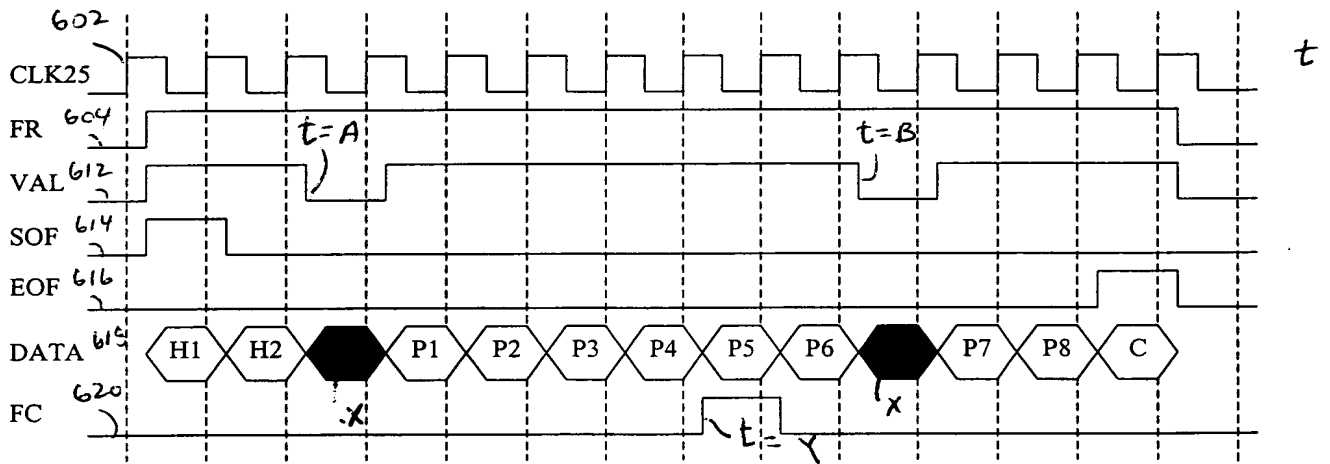 602
t
CLK25
FR 604
t=A
t=B
VAL 612
SOF 614
EOF 616
DATA H1 H2 P1 P2 P3 P4 P5 P6 P7 P8 C
620
X
X
FC
t = Y